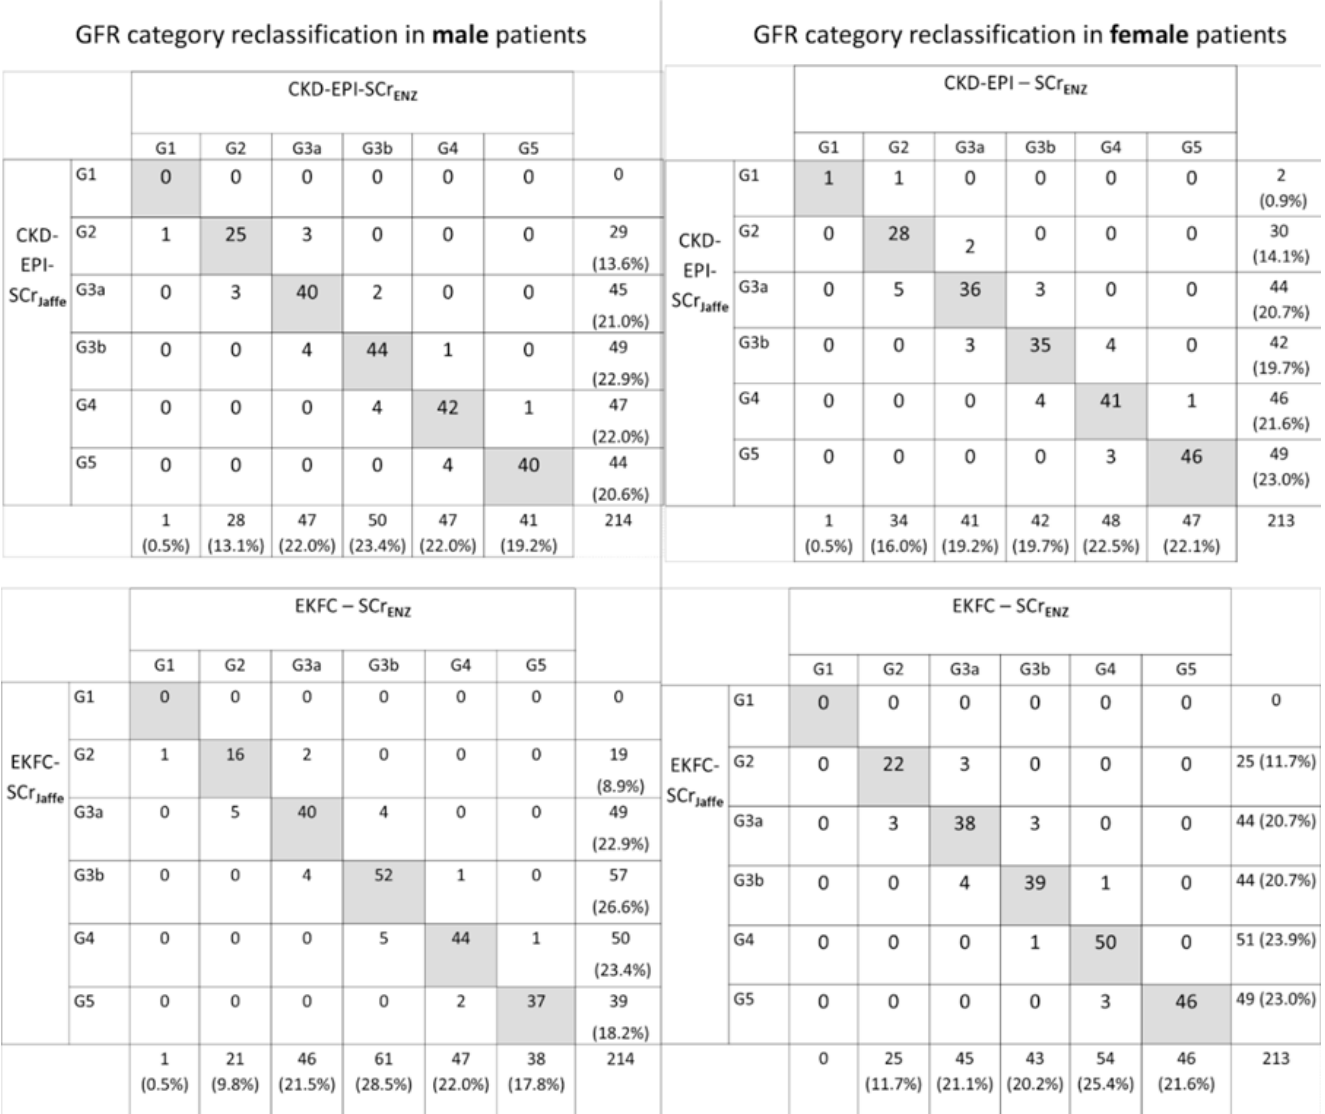 GFR category reclassification in male patients
CKD-EPI-SCrENZ
G1 G2 G3a G3b G4 G5
CKD-
EPI-
SCrJaffe
G1 0 0 0 0 0 0 0
G2 1 25 3 0 0 0 29
(13.6%)
G3a 0 3 40 2 0 0 45
(21.0%)
G3b 0 0 4 44 1 0 49
(22.9%)
G4 0 0 0 4 42 1 47
(22.0%)
G5 0 0 0 0 4 40 44
(20.6%)
1 28 47 50 47 41 214
(0.5%) (13.1%) (22.0%) (23.4%) (22.0%) (19.2%)
GFR category reclassification in female patients
CKD-EPI – SCrENZ
G1 G2 G3a G3b G4 G5
CKD-
EPI-
SCrJaffe
G1 1 1 0 0 0 0 2
(0.9%)
G2 0 28 2 0 0 0 30
(14.1%)
G3a 0 5 36 3 0 0 44
(20.7%)
G3b 0 0 3 35 4 0 42
(19.7%)
G4 0 0 0 4 41 1 46
(21.6%)
G5 0 0 0 0 3 46 49
(23.0%)
1 34 41 42 48 47 213
(0.5%) (16.0%) (19.2%) (19.7%) (22.5%) (22.1%)
EKFC – SCrENZ
G1 G2 G3a G3b G4 G5
EKFC-
SCrJaffe
G1 0 0 0 0 0 0 0
G2 1 16 2 0 0 0 19
(8.9%)
G3a 0 5 40 4 0 0 49
(22.9%)
G3b 0 0 4 52 1 0 57
(26.6%)
G4 0 0 0 5 44 1 50
(23.4%)
G5 0 0 0 0 2 37 39
(18.2%)
1 21 46 61 47 38 214
(0.5%) (9.8%) (21.5%) (28.5%) (22.0%) (17.8%)
EKFC – SCrENZ
G1 G2 G3a G3b G4 G5
EKFC-
SCrJaffe
G1 0 0 0 0 0 0 0
G2 0 22 3 0 0 0 25 (11.7%)
G3a 0 3 38 3 0 0 44 (20.7%)
G3b 0 0 4 39 1 0 44 (20.7%)
G4 0 0 0 1 50 0 51 (23.9%)
G5 0 0 0 0 3 46 49 (23.0%)
0 25 45 43 54 46 213
(11.7%) (21.1%) (20.2%) (25.4%) (21.6%)